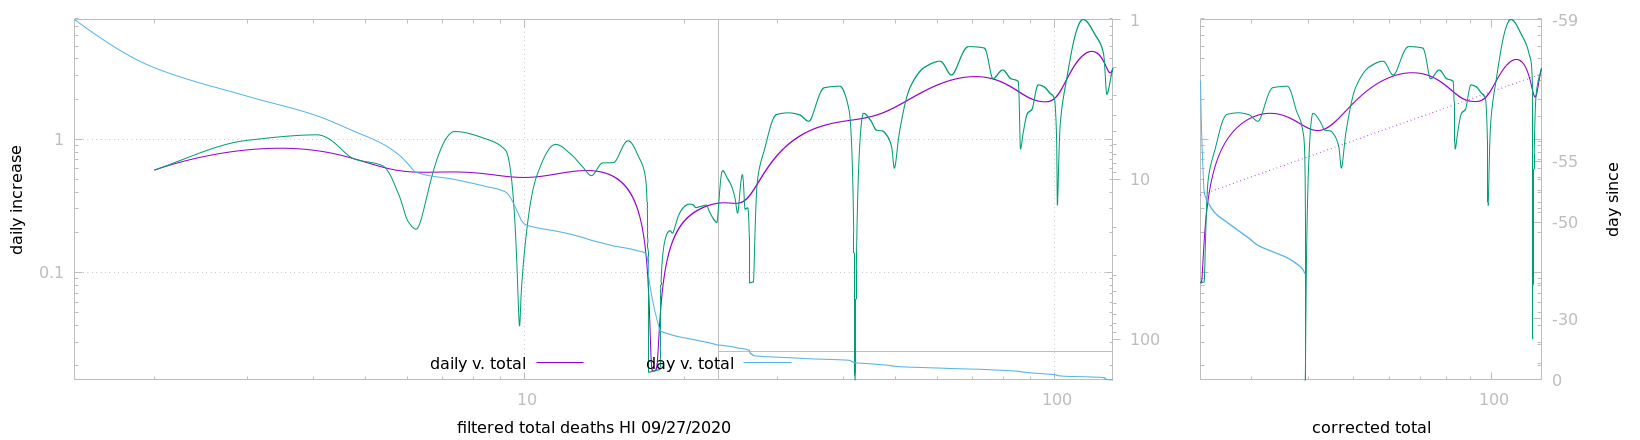 1
-59
1
daily increase
-55
10
-50
day since
0.1
-30
100
daily v. total
day v. total
0
10
100
100
filtered total deaths HI 09/27/2020
corrected total